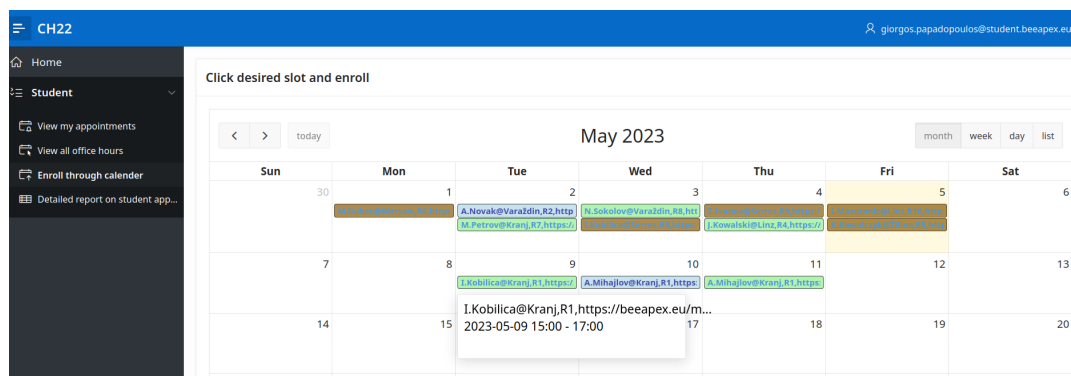 CH22
giorgos.papadopoulos@student.beeapex.eu
Home
Student
View my appointments
View all office hours
Enroll through calender
Detailed report on student app...
Click desired slot and enroll
today
May 2023
month week day list
Sun Mon Tue Wed Thu Fri Sat
30 1 2 3 4 5 6
A.Novak@Varaždin,R2,http N.Sokolov@Varaždin,R8,htt
M.Petrov@Kranj,R7,https:/ J.Kowalski@Linz,R4,https://
7 8 9 10 11 12 13
I.Kobilica@Kranj,R1,https:/ A.Mihajlov@Kranj,R1,https: A.Mihajlov@Kranj,R1,https:
I.Kobilica@Kranj,R1,https://beeapex.eu/m...
2023-05-09 15:00 - 17:00
14 15 17 18 19 20